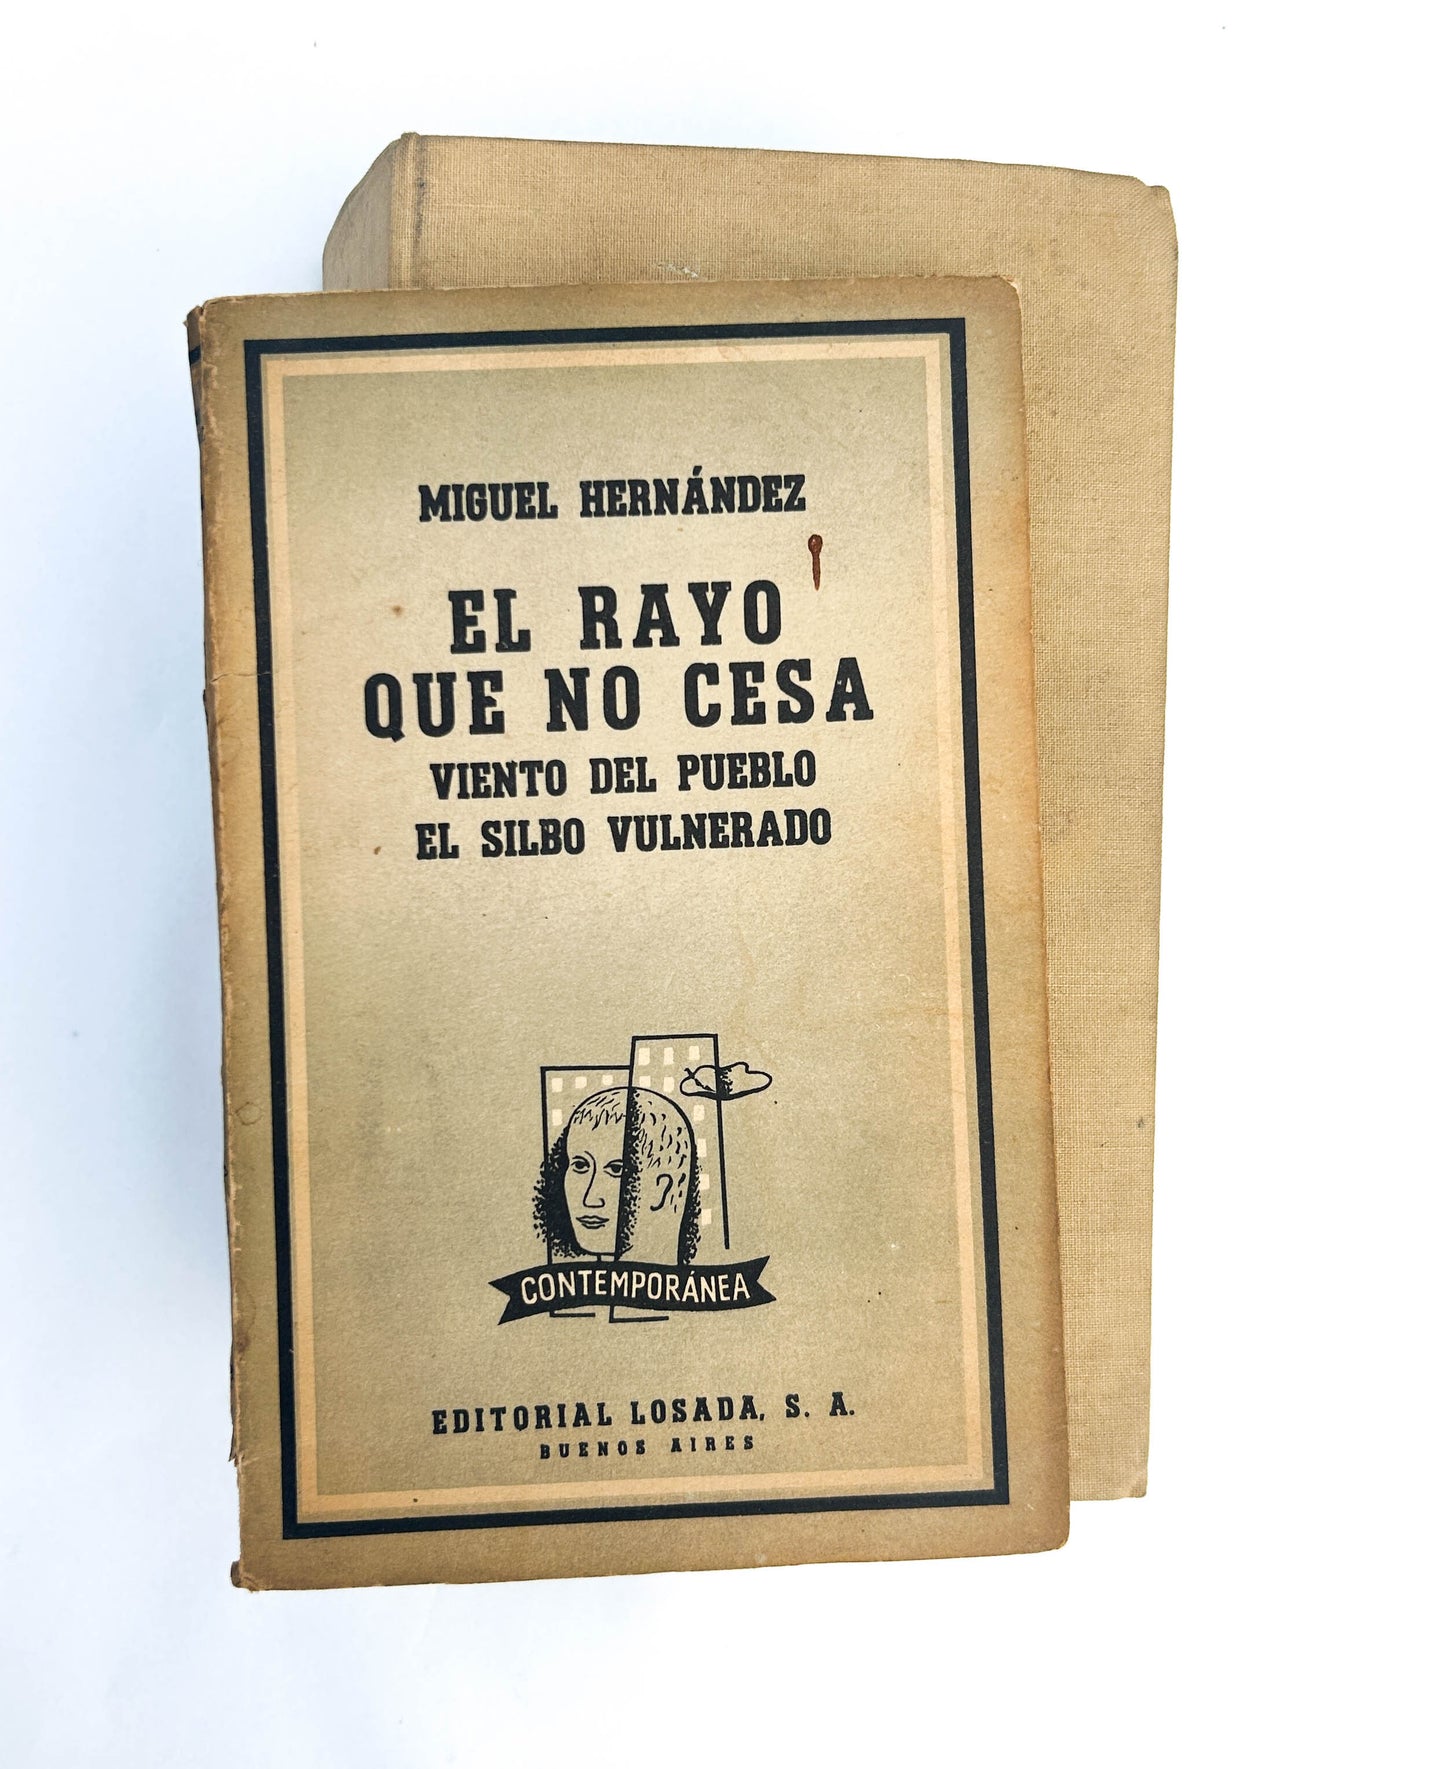 MIGUEL HERNÁNDEZ
EL RAYO
QUE NO CESA
VIENTO DEL PUEBLO
EL SILBO VULNERADO
CONTEMPORÁNEA
EDITORIAL LOSADA, S. A.
BUENOS AIRES